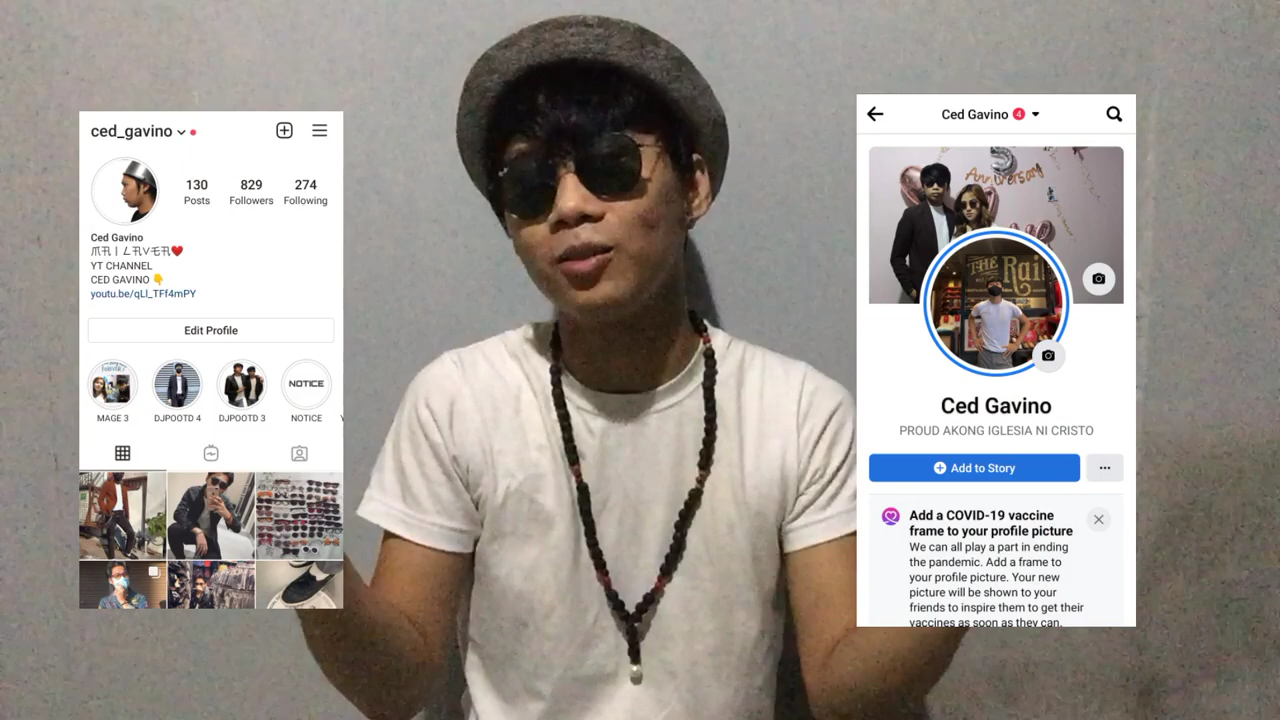 ced_gavino
130
829
274
Posts
Followers
Following
Ced Gavino
YT CHANNEL
CED GAVINO 👇
youtu.be/qLl_TFf4mPY
Edit Profile
NOTICE
MAGE 3
DJPOOTD 4
DJPOOTD 3
NOTICE
Ced Gavino 4
Anniversary
THE Rail
Ced Gavino
PROUD AKONG IGLESIA NI CRISTO
Add to Story
Add a COVID-19 vaccine
frame to your profile picture
We can all play a part in ending
the pandemic. Add a frame to
your profile picture. Your new
picture will be shown to your
friends to inspire them to get their
vaccines as soon as they can.